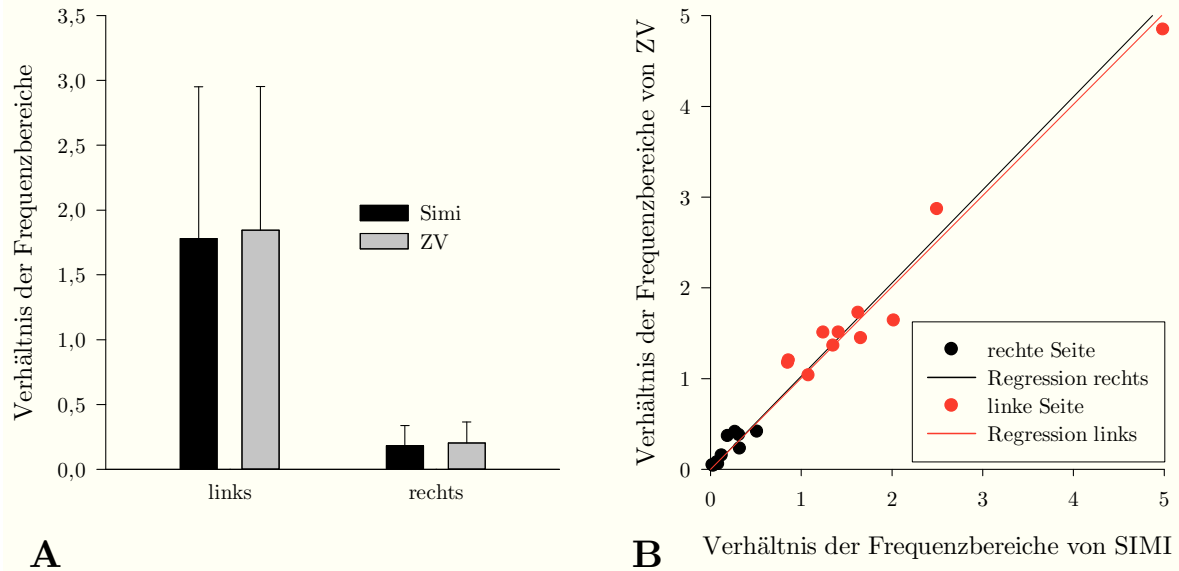 Verhältnis der Frequenzbereiche
3,5
3,0
2,5
2,0
1,5
1,0
0,5
0,0
Simi
ZV
links
rechts
A
Verhältnis der Frequenzbereiche von ZV
5
4
3
2
1
0
rechte Seite
Regression rechts
linke Seite
Regression links
0 1 2 3 4 5
B
Verhältnis der Frequenzbereiche von SIMI